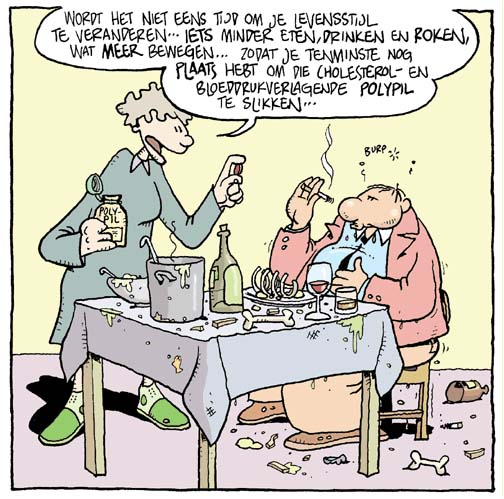 WORDT HET NIET EENS TIJD OM JE LEVENSSTIJL
TE VERANDEREN... IETS MINDER ETEN, DRINKEN EN ROKEN,
WAT MEER BEWEGEN... ZODAT JE TENMINSTE NOG
PLAATS HEBT OM DIE CHOLESTEROL- EN
BLOEDDRUKVERLAGENDE POLYPIL
TE SLIKKEN...
BURP
POLY-
PIL